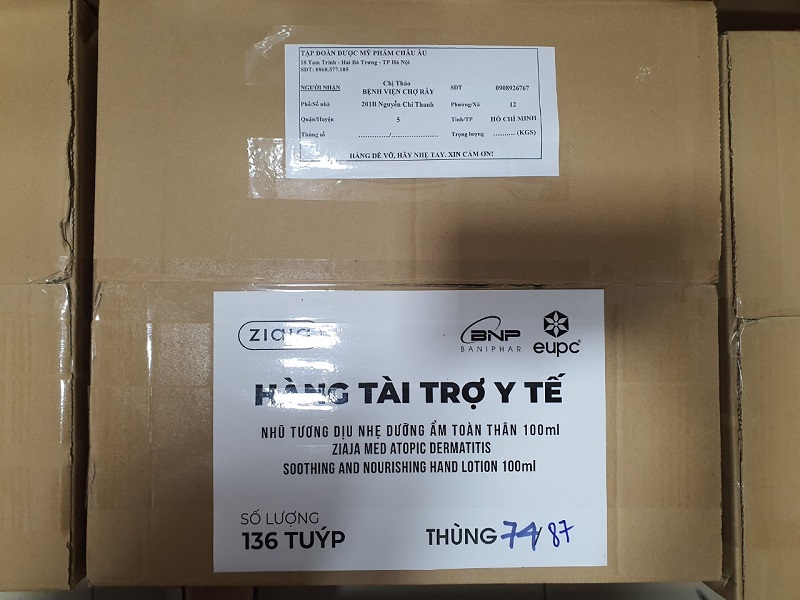 TẬP ĐOÀN DƯỢC MỸ PHẨM CHÂU ÂU
18 Tam Trinh - Hai Bà Trưng - TP Hà Nội
SĐT: 0868.577.105
NGƯỜI NHẬN Chị Thảo BỆNH VIỆN CHỢ RẪY SĐT 0908926767
Phố/Số nhà 201B Nguyễn Chí Thanh Phường/Xã 12
Quận/Huyện 5 Tỉnh/TP HỒ CHÍ MINH
Thùng số ............/.................. Trọng lượng ........... (KGS)
HÀNG DỄ VỠ, HÃY NHẸ TAY. XIN CẢM ƠN!
ziaja BNP eupc
BANIPHAR
HÀNG TÀI TRỢ Y TẾ
NHŨ TƯƠNG DỊU NHẸ DƯỠNG ẨM TOÀN THÂN 100ml
ZIAJA MED ATOPIC DERMATITIS
SOOTHING AND NOURISHING HAND LOTION 100ml
SỐ LƯỢNG
136 TUÝP THÙNG 74/87